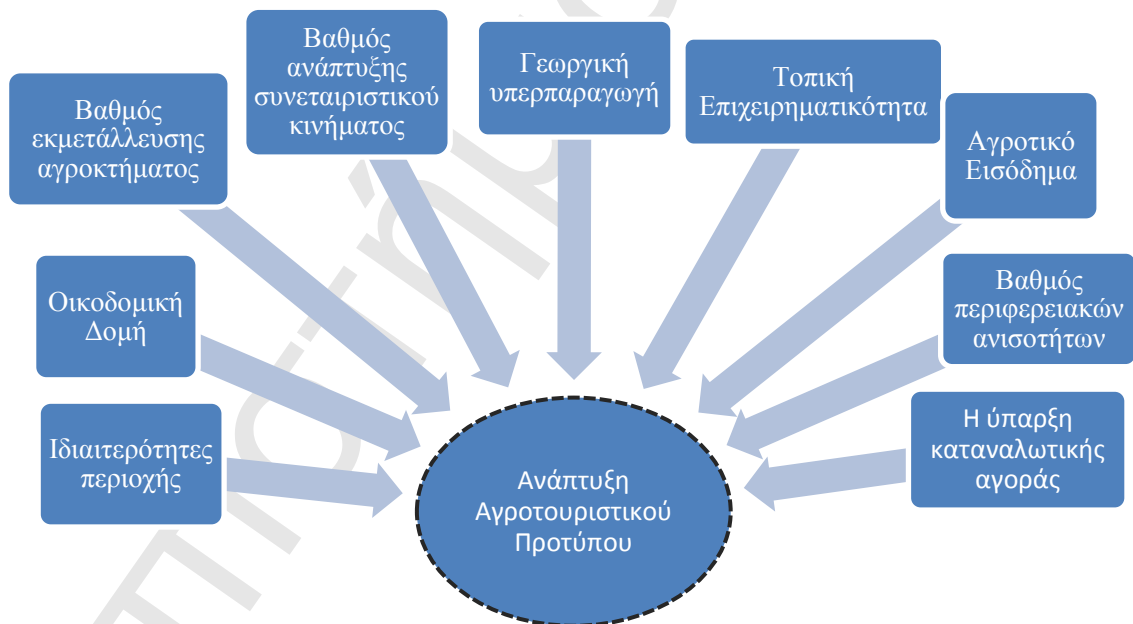 Βαθμός
εκμετάλλευσης
αγροκτήματος
Βαθμός
ανάπτυξης
συνεταιριστικού
κινήματος
Γεωργική
υπερπαραγωγή
Τοπική
Επιχειρηματικότητα
Αγροτικό
Εισόδημα
Οικοδομική
Δομή
Βαθμός
περιφερειακών
ανισοτήτων
Ιδιαιτερότητες
περιοχής
Η ύπαρξη
καταναλωτικής
αγοράς
Ανάπτυξη
Αγροτουριστικού
Προτύπου